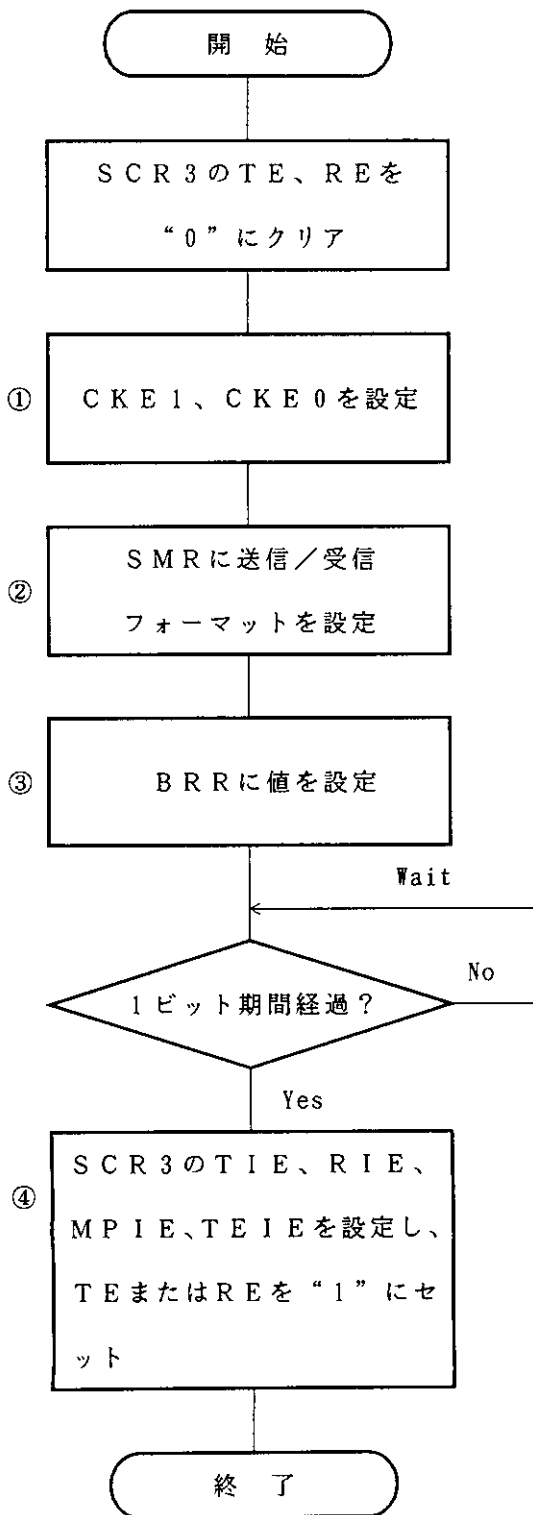 開 始
SCR3のTE、REを
“0”にクリア
①
CKE1、CKE0を設定
②
SMRに送信／受信
フォーマットを設定
③
BRRに値を設定
Wait
1ビット期間経過？
No
Yes
④
SCR3のTIE、RIE、
MPIE、TEIEを設定し、
TEまたはREを“1”にセ
ット
終 了